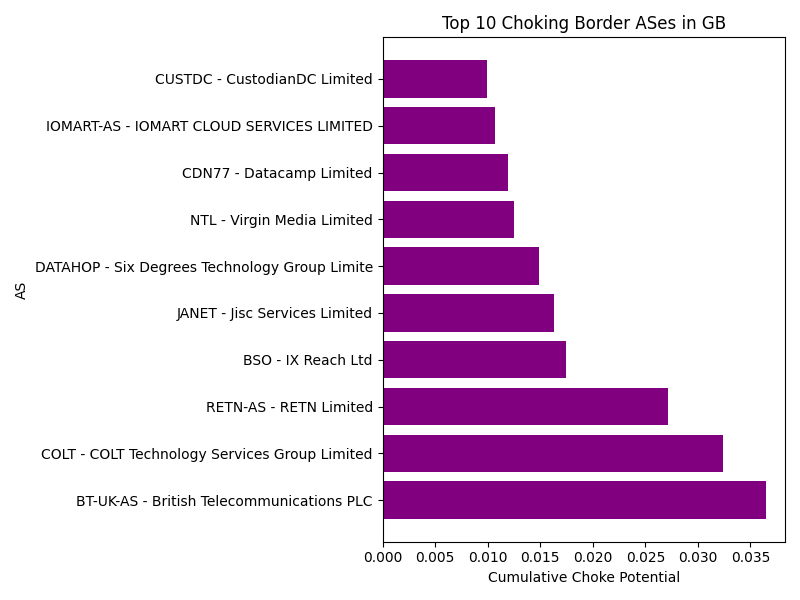 Top 10 Choking Border ASes in GB
CUSTDC - CustodianDC Limited
IOMART-AS - IOMART CLOUD SERVICES LIMITED
CDN77 - Datacamp Limited
NTL - Virgin Media Limited
DATAHOP - Six Degrees Technology Group Limite
JANET - Jisc Services Limited
BSO - IX Reach Ltd
RETN-AS - RETN Limited
COLT - COLT Technology Services Group Limited
BT-UK-AS - British Telecommunications PLC
AS
0.000 0.005 0.010 0.015 0.020 0.025 0.030 0.035
Cumulative Choke Potential